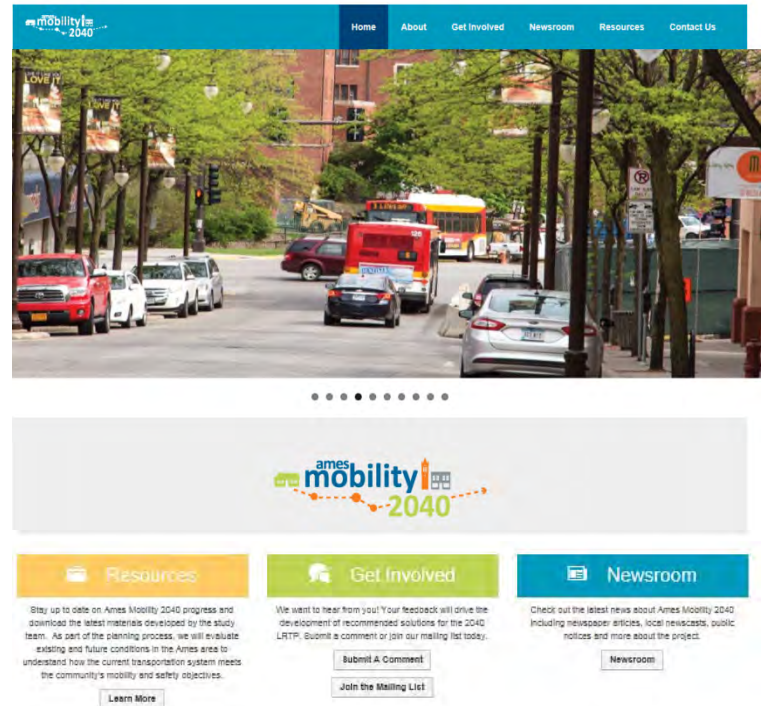 mobility
2040
Home About Get Involved Newsroom Resources Contact Us
LOVE IT
ames
mobility
2040
Resources
Stay up to date on Ames Mobility 2040 progress and
download the latest materials developed by the study
team. As part of the planning process, we will evaluate
existing and future conditions in the Ames area to
understand how the current transportation system meets
the community's mobility and safety objectives.
Learn More
Get Involved
We want to hear from you! Your feedback will drive the
development of recommended solutions for the 2040
LRTP. Submit a comment or join our mailing list today.
Submit A Comment
Join the Mailing List
Newsroom
Check out the latest news about Ames Mobility 2040
including newspaper articles, local newscasts, public
notices and more about the project.
Newsroom